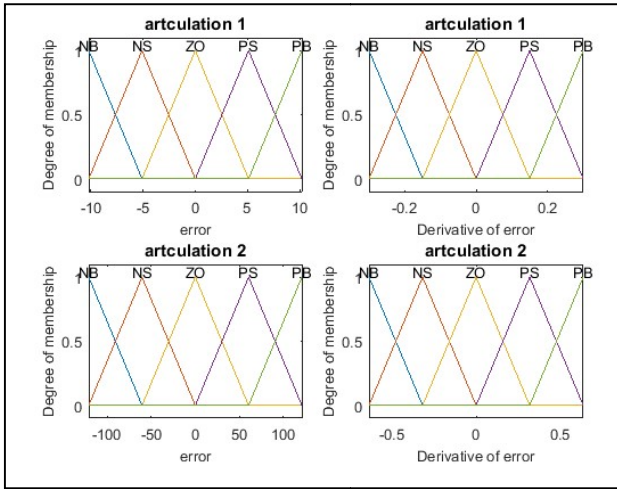 artculation 1
NB NS ZO PS PB
Degree of membership
1
0.5
0
-10 -5 0 5 10
error
artculation 1
NB NS ZO PS PB
Degree of membership
1
0.5
0
-0.2 0 0.2
Derivative of error
artculation 2
NB NS ZO PS PB
Degree of membership
1
0.5
0
-100 -50 0 50 100
error
artculation 2
NB NS ZO PS PB
Degree of membership
1
0.5
0
-0.5 0 0.5
Derivative of error